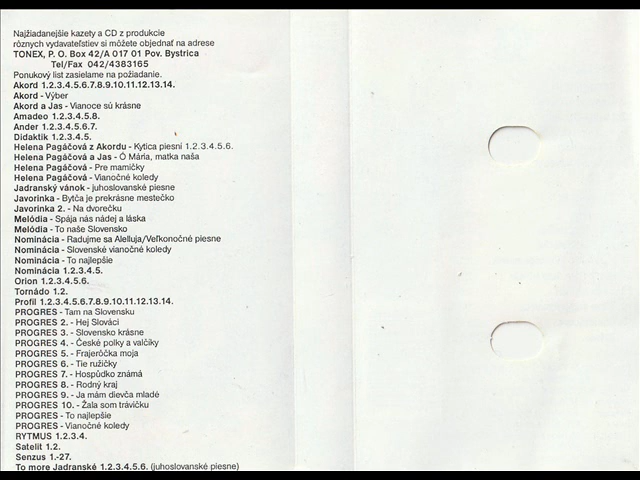 Najžiadanejšie kazety a CD z produkcie
rôznych vydavateľstiev si môžete objednať na adrese
TONEX, P. O. Box 42/A 017 01 Pov. Bystrica
Tel/Fax 042/4383165
Ponukový list zasielame na požiadanie.
Akord 1.2.3.4.5.6.7.8.9.10.11.12.13.14.
Akord - Výber
Akord a Jas - Vianoce sú krásne
Amadeo 1.2.3.4.5.8.
Ander 1.2.3.4.5.6.7.
Didaktik 1.2.3.4.5.
Helena Pagáčová z Akordu - Kytica piesní 1.2.3.4.5.6.
Helena Pagáčová a Jas - Ó Mária, matka naša
Helena Pagáčová - Pre mamičky
Helena Pagáčová - Vianočné koledy
Jadranský vánok - juhoslovanské piesne
Javorinka - Bytča je prekrásne mestečko
Javorinka 2. - Na dvorečku
Melódia - Spája nás nádej a láska
Melódia - To naše Slovensko
Nominácia - Radujme sa Alelluja/Veľkonočné piesne
Nominácia - Slovenské vianočné koledy
Nominácia - To najlepšie
Nominácia 1.2.3.4.5.
Orion 1.2.3.4.5.6.
Tornádo 1.2.
Profil 1.2.3.4.5.6.7.8.9.10.11.12.13.14.
PROGRES - Tam na Slovensku
PROGRES 2. - Hej Slováci
PROGRES 3. - Slovensko krásne
PROGRES 4. - České polky a valčíky
PROGRES 5. - Frajerôčka moja
PROGRES 6. - Tie ružičky
PROGRES 7. - Hospůdko známá
PROGRES 8. - Rodný kraj
PROGRES 9. - Ja mám dievča mladé
PROGRES 10. - Žala som trávičku
PROGRES - To najlepšie
PROGRES - Vianočné koledy
RYTMUS 1.2.3.4.
Satelit 1.2.
Senzus 1.-27.
To more Jadranské 1.2.3.4.5.6. (juhoslovanské piesne)